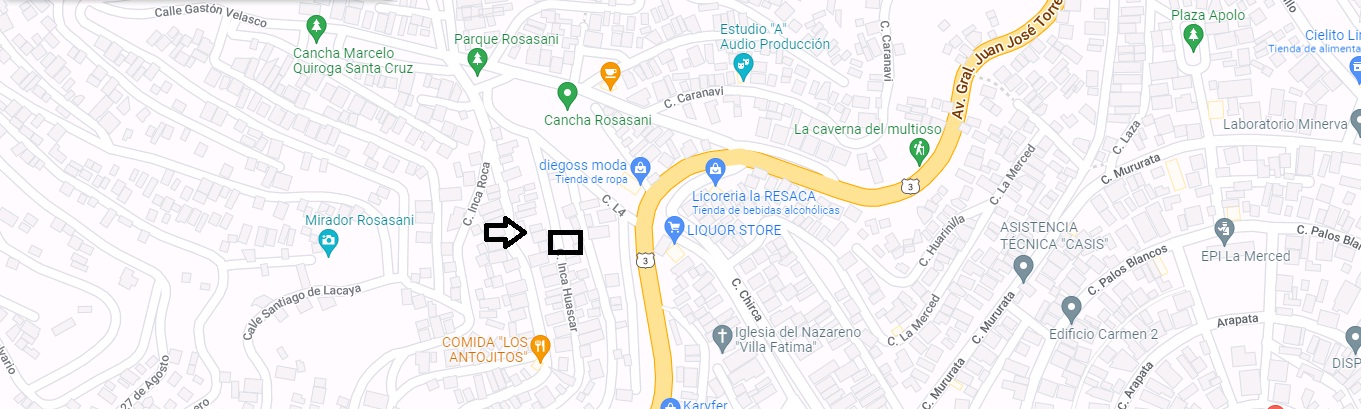 Calle Gastón Velasco
Cancha Marcelo
Quiroga Santa Cruz
Parque Rosasani
Estudio "A"
Audio Producción
C. Caranavi
Av. Gral. Juan José Torre
Plaza Apolo
Cielito Lin
Tienda de alimenta
Cancha Rosasani
C. Caranavi
La caverna del multioso
Laboratorio Minerva
C. Laza
C. Mururata
diegoss moda
Tienda de ropa
Licoreria la RESACA
Tienda de bebidas alcohólicas
3
C. La Merced
C. Inca Roca
C. L4
Mirador Rosasani
LIQUOR STORE
C. Huarinilla
ASISTENCIA
TÉCNICA "CASIS"
EPI La Merced
C. Palos Blanc
3
C. Palos Blancos
C. Inca Huascar
C. Chirca
Calle Santiago de Lacaya
C. La Merced
C. Mururata
Edificio Carmen 2
Arapata
COMIDA "LOS
ANTOJITOS"
Iglesia del Nazareno
"Villa Fatima"
DISP
27 de Agosto
C. Mururata
C. Arapata
Karyfer